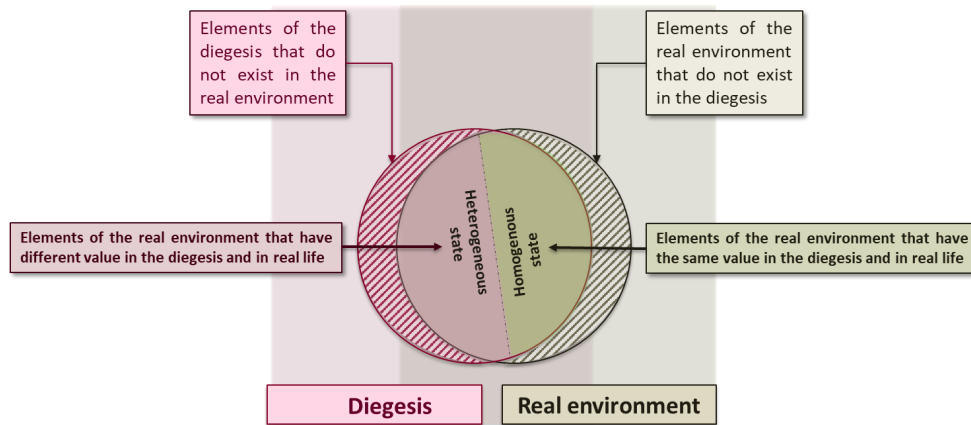 Elements of the
diegesis that do
not exist in the
real environment
Elements of the
real environment
that do not exist
in the diegesis
Elements of the real environment that have
different value in the diegesis and in real life
Heterogeneous
state
Homogenous
state
Elements of the real environment that have
the same value in the diegesis and in real life
Diegesis
Real environment